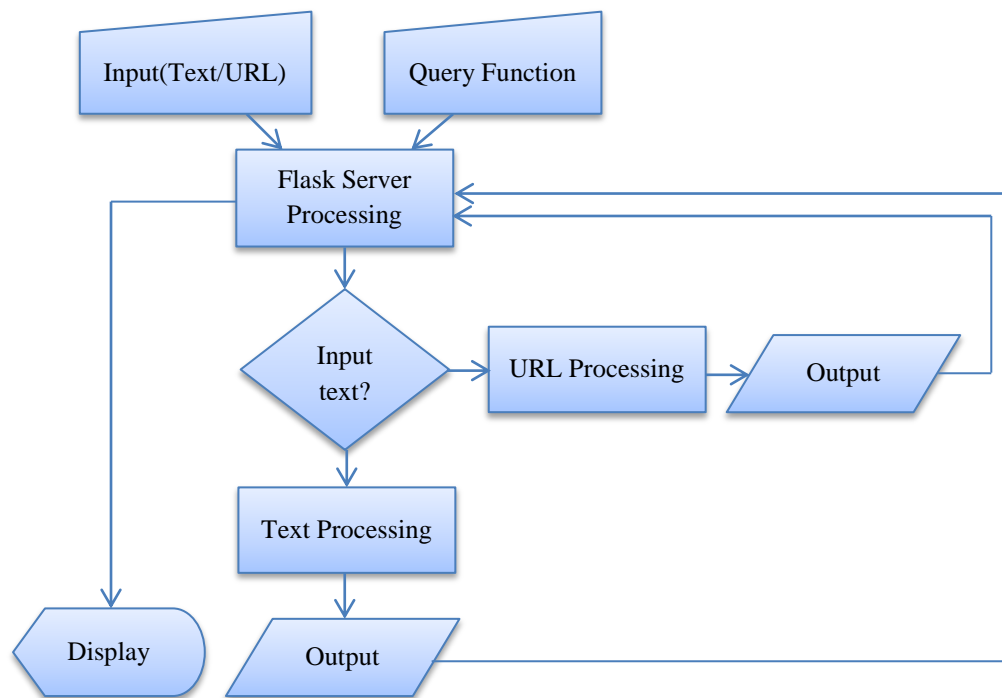 Input(Text/URL)
Query Function
Flask Server
Processing
Input
text?
URL Processing
Output
Text Processing
Display
Output